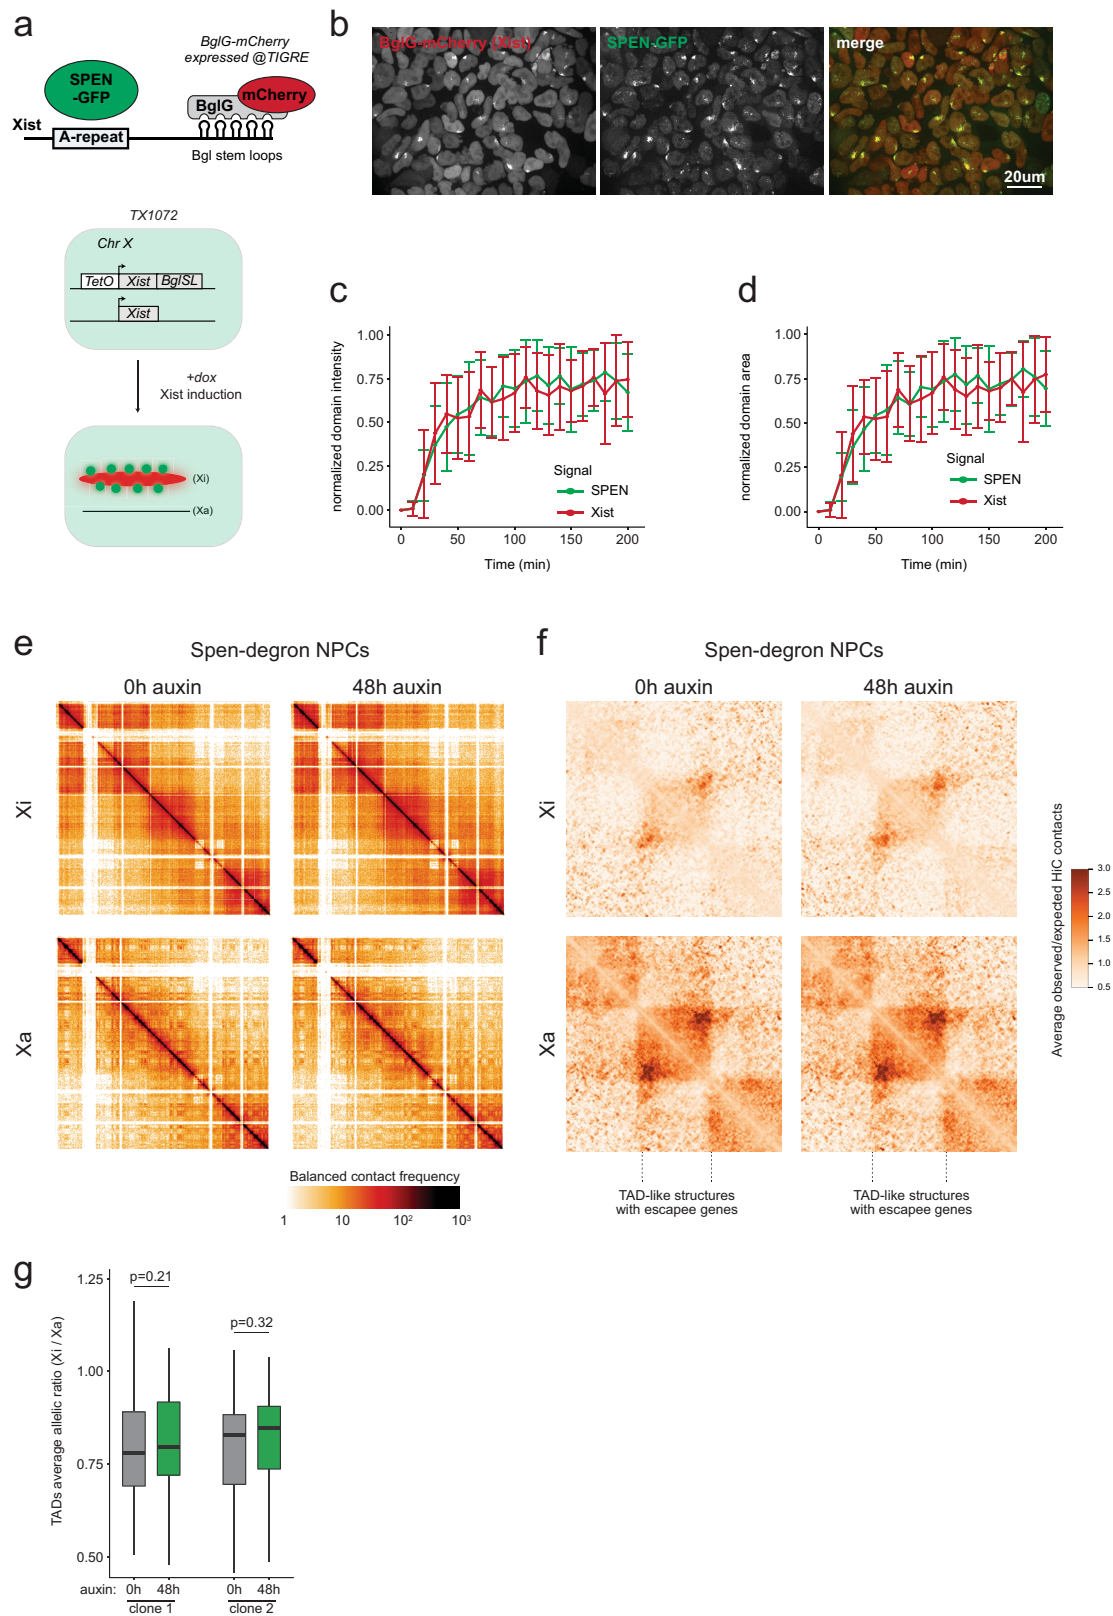 a
BglG-mCherry
expressed @TIGRE
SPEN
-GFP
mCherry
BglG
Xist
A-repeat
Bgl stem loops
TX1072
Chr X
TetO
Xist
BglSL
Xist
+dox
Xist induction
(Xi)
(Xa)
b
BglG-mCherry (Xist)
SPEN-GFP
merge
20um
c
normalized domain intensity
1.00
0.75
0.50
0.25
0.00
Signal
SPEN
Xist
0
50
100
150
200
Time (min)
d
normalized domain area
1.00
0.75
0.50
0.25
0.00
Signal
SPEN
Xist
0
50
100
150
200
Time (min)
e
Spen-degron NPCs
0h auxin
48h auxin
Xi
Xa
Balanced contact frequency
1
10
10²
10³
f
Spen-degron NPCs
0h auxin
48h auxin
Xi
Xa
TAD-like structures
with escapee genes
TAD-like structures
with escapee genes
Average observed/expected HiC contacts
3.0
2.5
2.0
1.5
1.0
0.5
g
TADs average allelic ratio (Xi / Xa)
1.25
1.00
0.75
0.50
p=0.21
p=0.32
auxin:
0h
48h
0h
48h
clone 1
clone 2